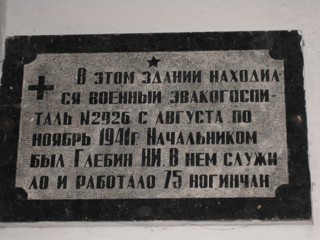 В ЭТОМ ЗДАНИИ НАХОДИЛ-
СЯ ВОЕННЫЙ ЭВАКОГОСПИ-
ТАЛЬ №2926 С АВГУСТА ПО
НОЯБРЬ 1941г. НАЧАЛЬНИКОМ
БЫЛ ГЛЕБИН Н.И. В НЕМ СЛУЖИ-
ЛО И РАБОТАЛО 75 НОГИНЧАН